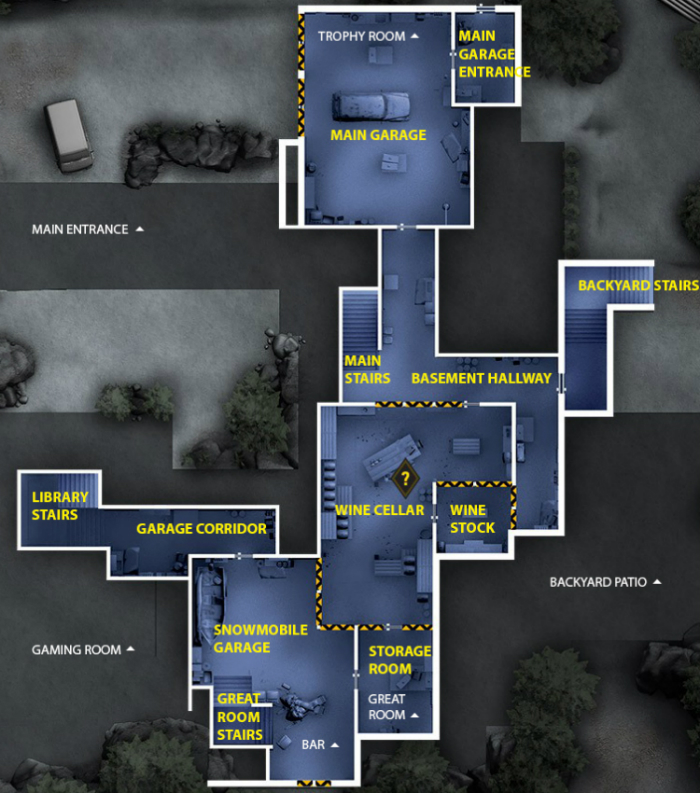 TROPHY ROOM ▲
MAIN
GARAGE
ENTRANCE
MAIN GARAGE
MAIN ENTRANCE ▲
BACKYARD STAIRS
MAIN
STAIRS
BASEMENT HALLWAY
?
LIBRARY
STAIRS
WINE CELLAR
WINE
STOCK
GARAGE CORRIDOR
BACKYARD PATIO ▲
SNOWMOBILE
GARAGE
GAMING ROOM ▲
STORAGE
ROOM
GREAT
ROOM
STAIRS
GREAT
ROOM ▲
BAR ▲